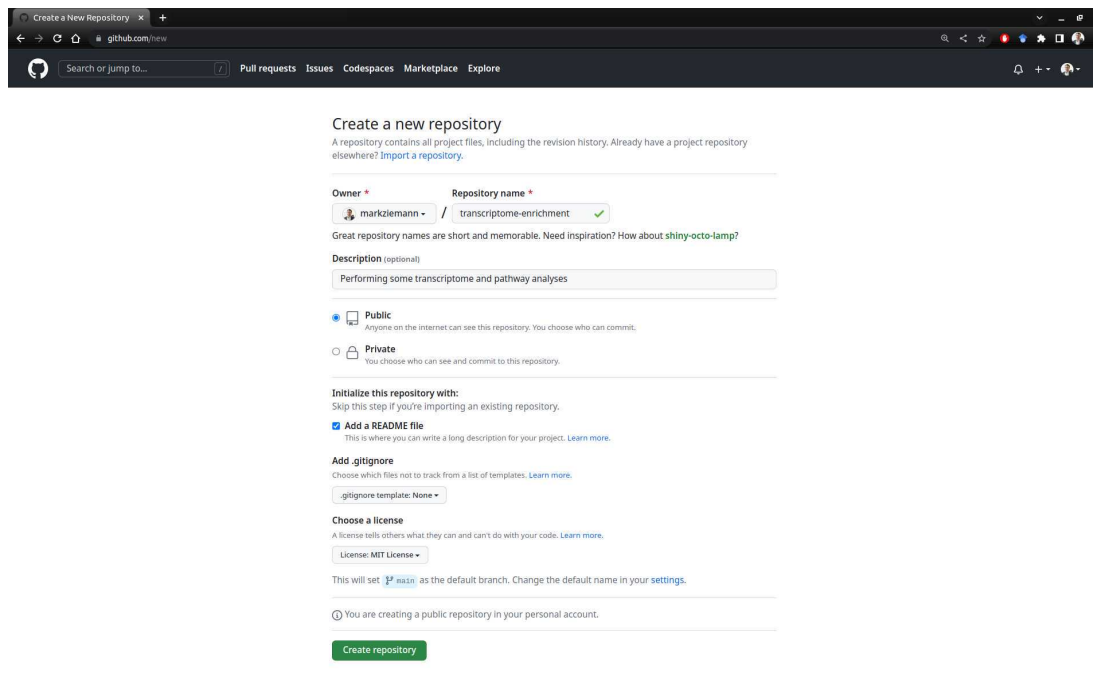 Create a New Repository × +
github.com/new
Search or jump to... / Pull requests Issues Codespaces Marketplace Explore
Create a new repository
A repository contains all project files, including the revision history. Already have a project repository
elsewhere? Import a repository.
Owner * Repository name *
markziemann / transcriptome-enrichment
Great repository names are short and memorable. Need inspiration? How about shiny-octo-lamp?
Description (optional)
Performing some transcriptome and pathway analyses
Public
Anyone on the internet can see this repository. You choose who can commit.
Private
You choose who can see and commit to this repository.
Initialize this repository with:
Skip this step if you're importing an existing repository.
Add a README file
This is where you can write a long description for your project. Learn more.
Add .gitignore
Choose which files not to track from a list of templates. Learn more.
.gitignore template: None
Choose a license
A license tells others what they can and can't do with your code. Learn more.
License: MIT License
This will set main as the default branch. Change the default name in your settings.
You are creating a public repository in your personal account.
Create repository